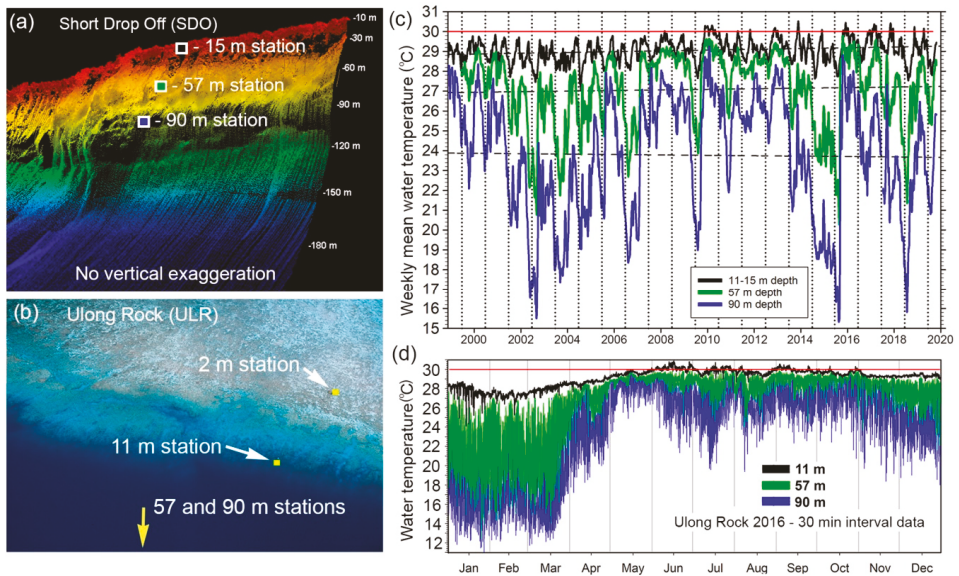 (a) Short Drop Off (SDO)
-10 m
-30 m
- 15 m station
-60 m
- 57 m station
-90 m
- 90 m station
-120 m
-150 m
-180 m
No vertical exaggeration
(b) Ulong Rock (ULR)
2 m station
11 m station
57 and 90 m stations
(c)
Weekly mean water temperature (°C)
31
30
29
28
27
26
25
24
23
22
21
20
19
18
17
16
15
11-15 m depth
57 m depth
90 m depth
2000 2002 2004 2006 2008 2010 2012 2014 2016 2018 2020
(d)
Water temperature(°C)
30
28
26
24
22
20
18
16
14
12
11 m
57 m
90 m
Ulong Rock 2016 - 30 min interval data
Jan Feb Mar Apr May Jun Jul Aug Sep Oct Nov Dec